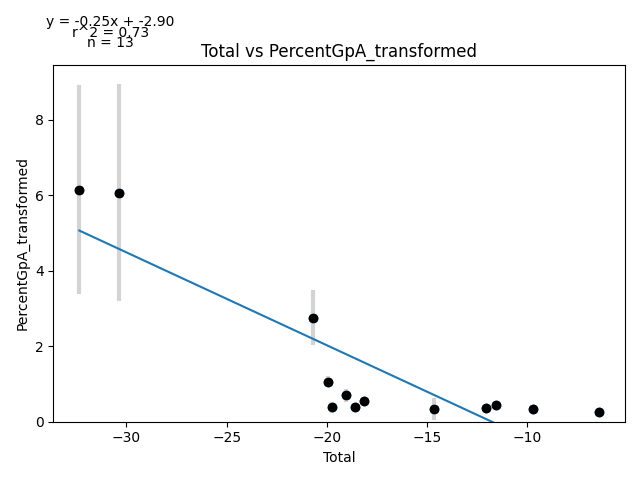 y = -0.25x + -2.90
r^2 = 0.73
n = 13
Total vs PercentGpA_transformed
PercentGpA_transformed
8
6
4
2
0
−30
−25
−20
−15
−10
Total